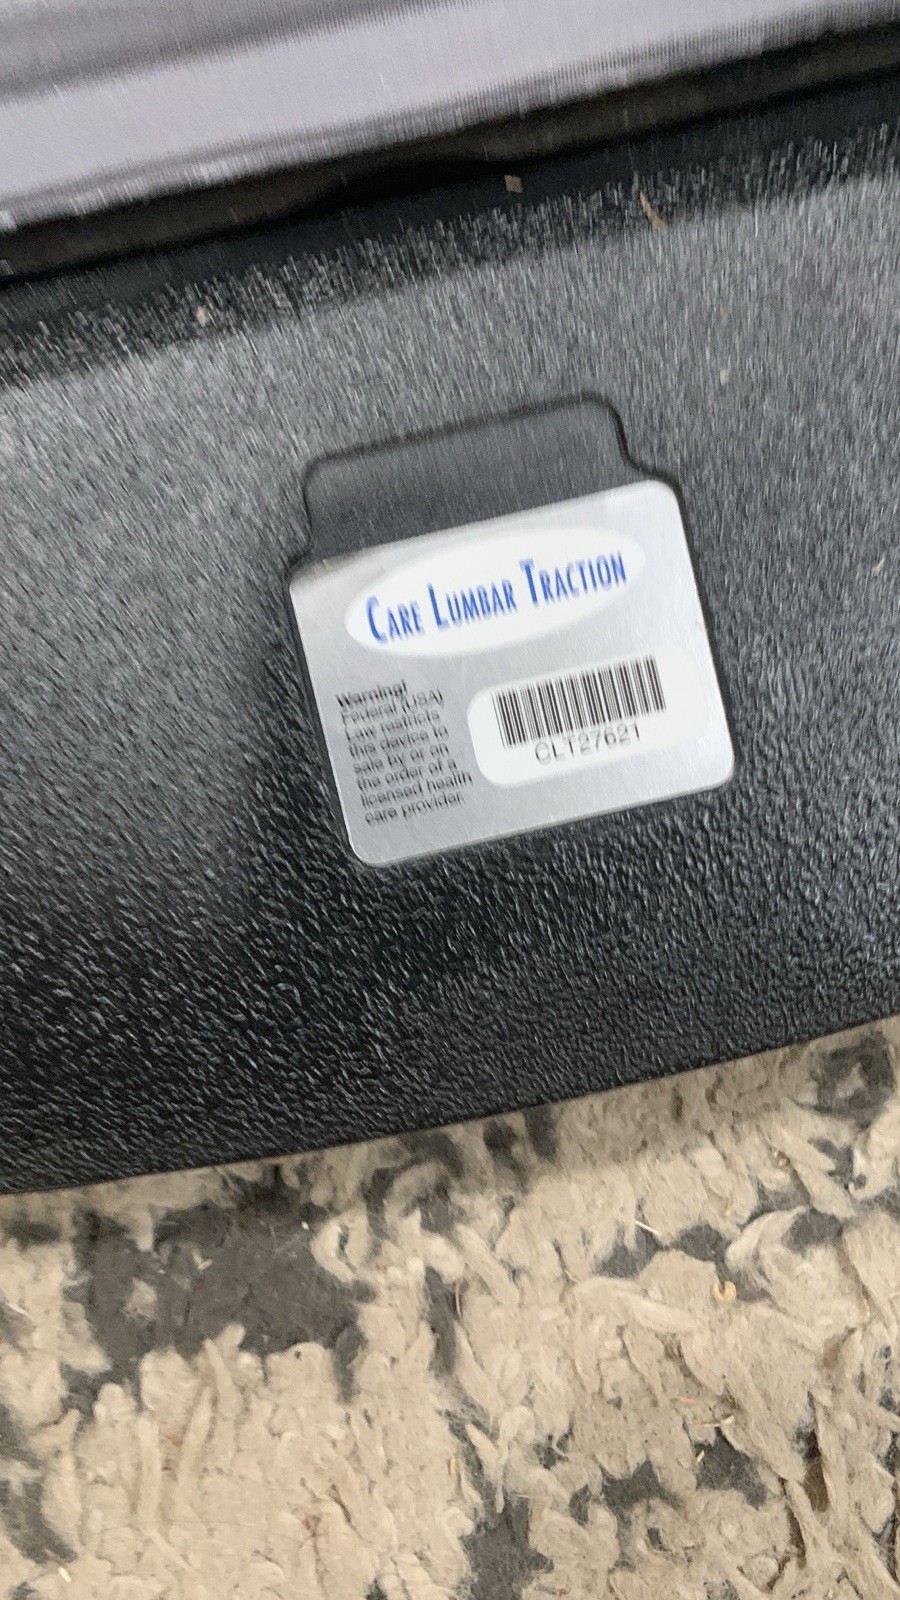 CARE LUMBAR TRACTION
Warning!
Federal (USA)
Law restricts
this device to
sale by or on
the order of a
licensed health
care provider.
CLT27621